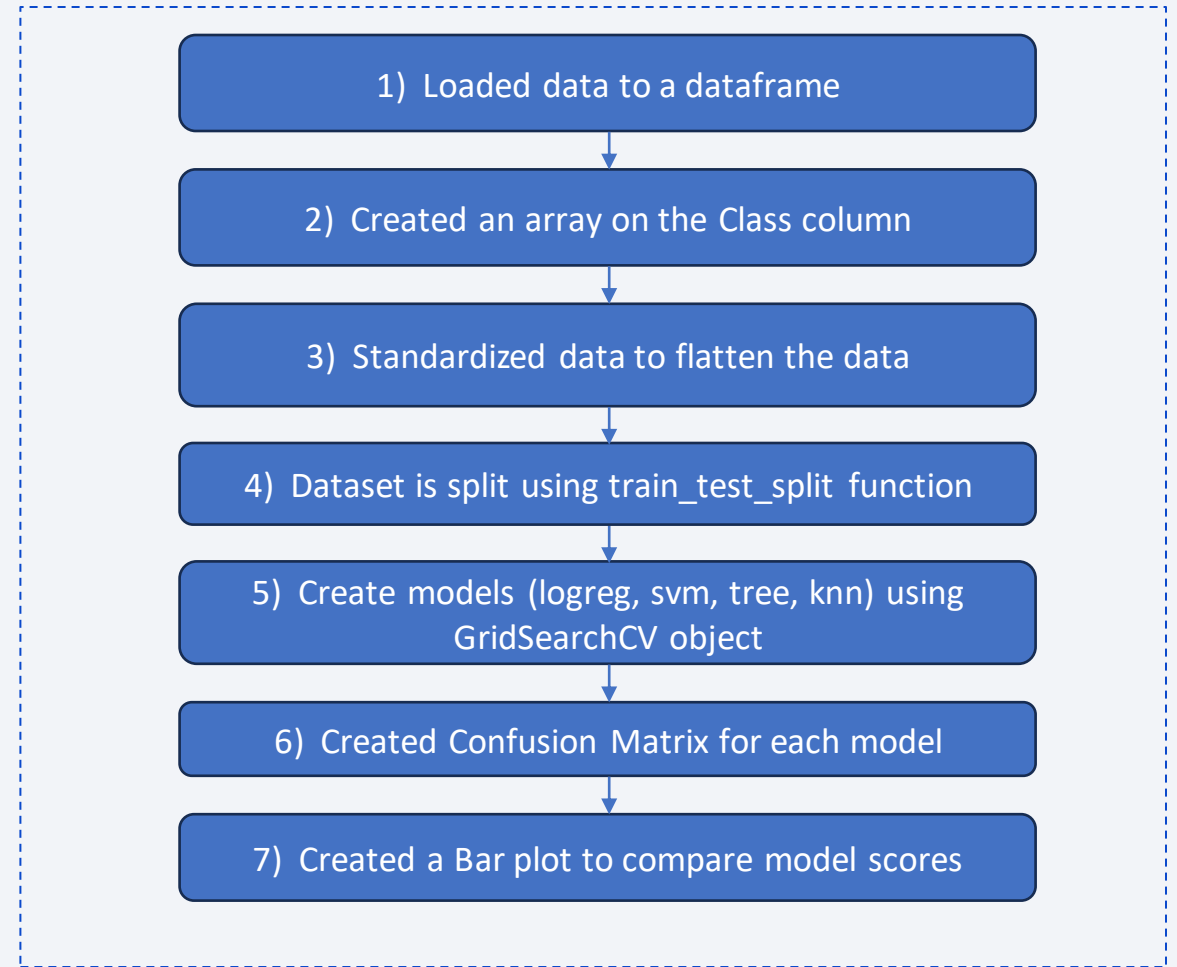 1) Loaded data to a dataframe
2) Created an array on the Class column
3) Standardized data to flatten the data
4) Dataset is split using train_test_split function
5) Create models (logreg, svm, tree, knn) using
GridSearchCV object
6) Created Confusion Matrix for each model
7) Created a Bar plot to compare model scores